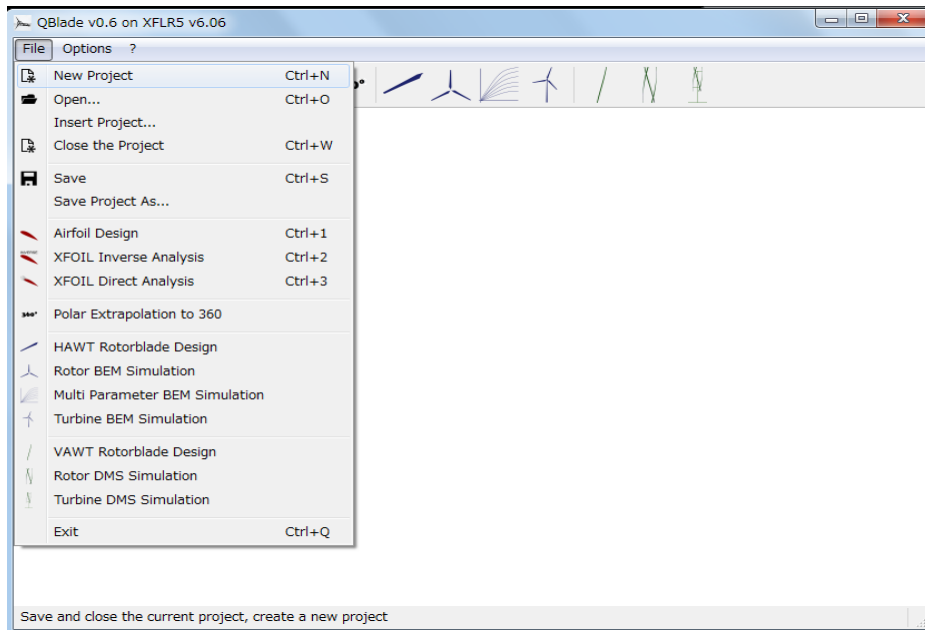 QBlade v0.6 on XFLR5 v6.06
File Options ?
New Project Ctrl+N
Open... Ctrl+O
Insert Project...
Close the Project Ctrl+W
Save Ctrl+S
Save Project As...
Airfoil Design Ctrl+1
XFOIL Inverse Analysis Ctrl+2
XFOIL Direct Analysis Ctrl+3
Polar Extrapolation to 360
HAWT Rotorblade Design
Rotor BEM Simulation
Multi Parameter BEM Simulation
Turbine BEM Simulation
VAWT Rotorblade Design
Rotor DMS Simulation
Turbine DMS Simulation
Exit Ctrl+Q
Save and close the current project, create a new project